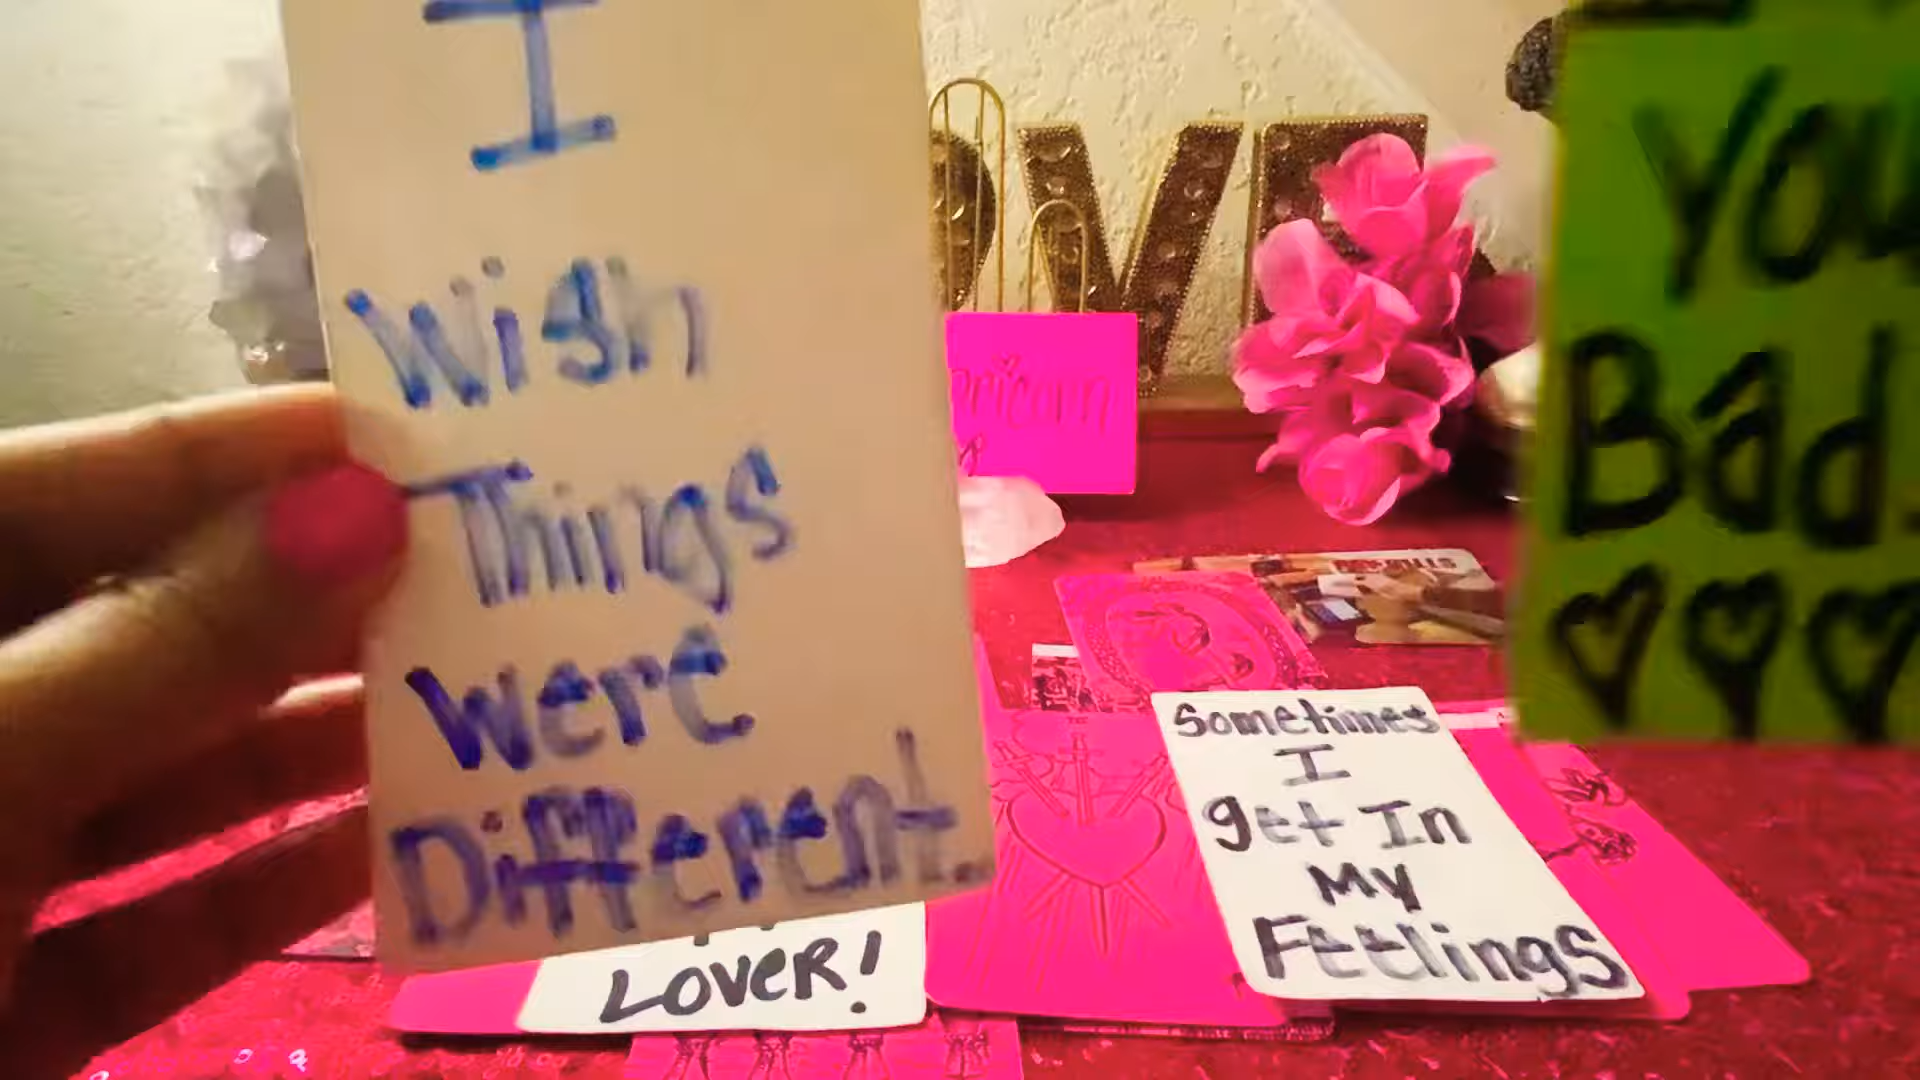 I
Wish
Things
Were
Different.
You
Bad.
Sometimes
I
get In
My
Feelings
LOVER!